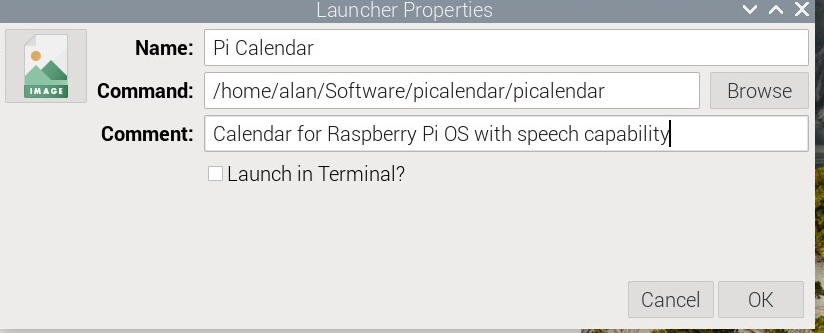 Launcher Properties
IMAGE
Name: Pi Calendar
Command: /home/alan/Software/picalendar/picalendar Browse
Comment: Calendar for Raspberry Pi OS with speech capability
Launch in Terminal?
Cancel OK